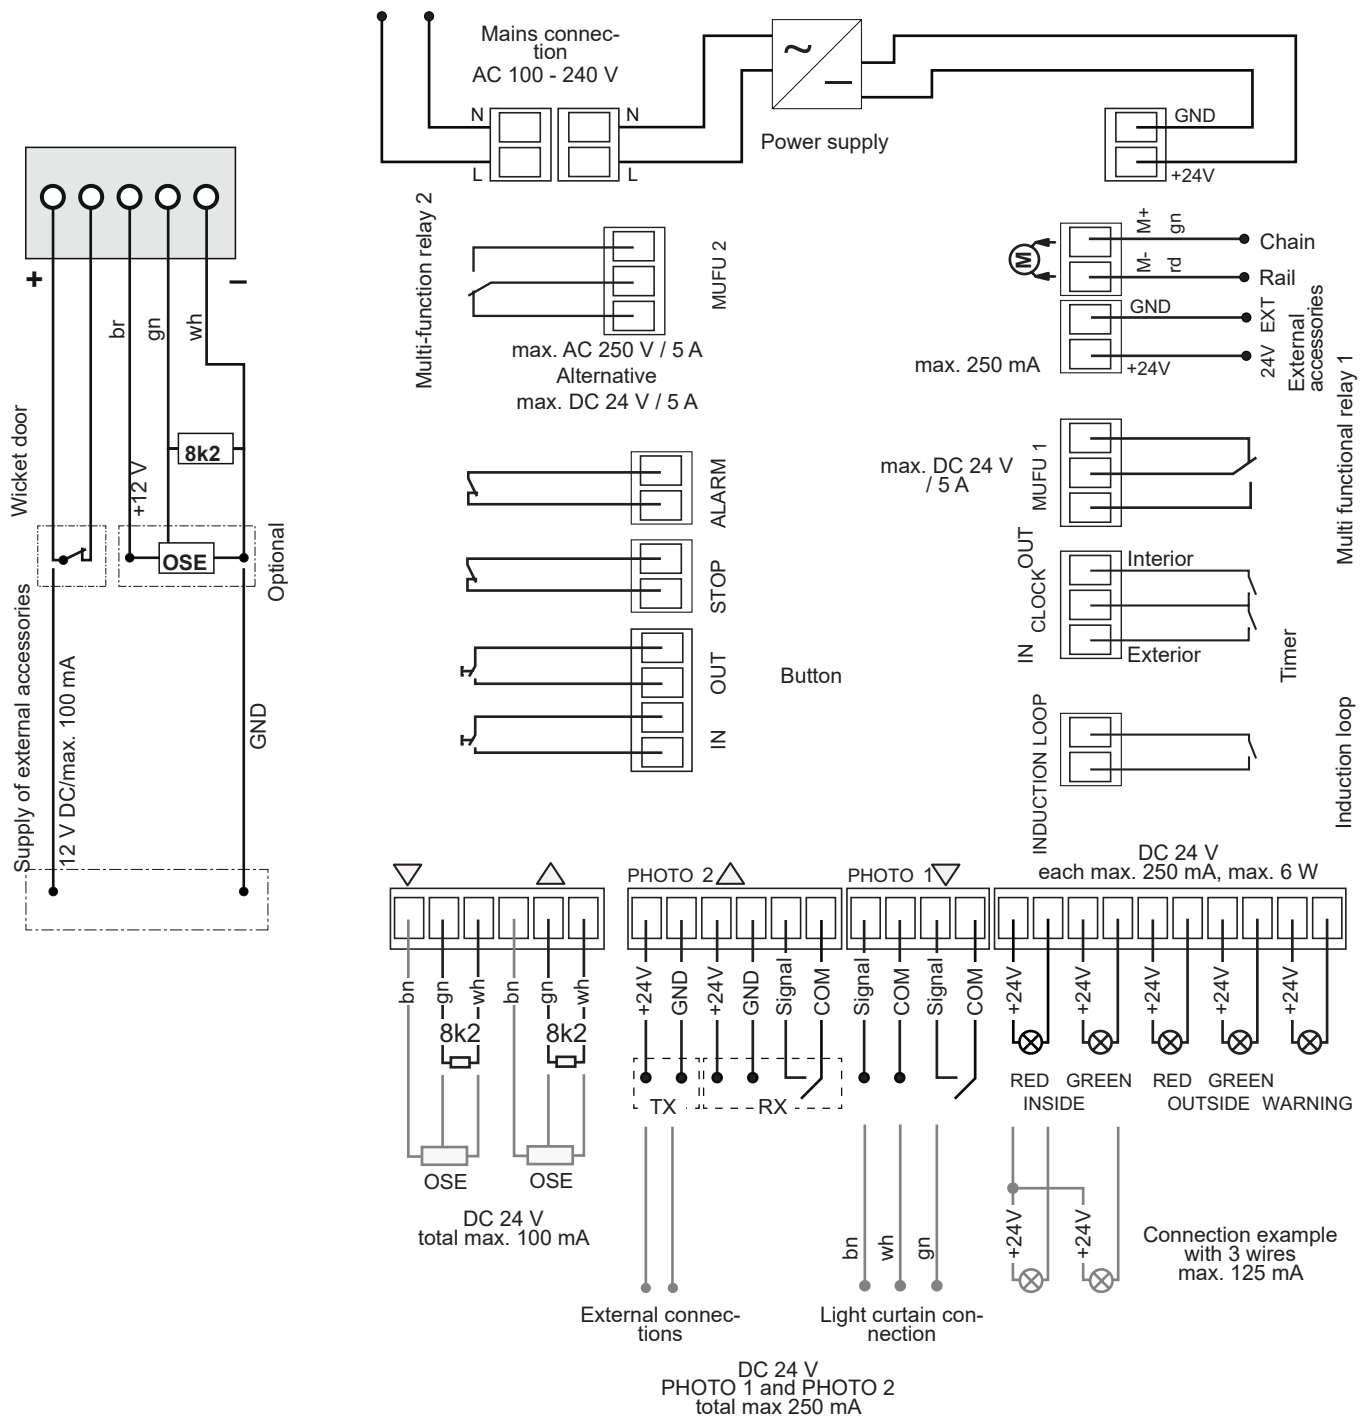 Mains connec-
tion
AC 100 - 240 V
N
N
L
L
~
Power supply
GND
+24V
+
−
br
gn
wh
8k2
+12 V
Wicket door
OSE
Optional
Supply of external accessories
12 V DC/max. 100 mA
GND
Multi-function relay 2
MUFU 2
max. AC 250 V / 5 A
Alternative
max. DC 24 V / 5 A
M
M+
gn
Chain
M-
rd
Rail
GND
+24V
max. 250 mA
24V EXT
External
accessories
Multi functional relay 1
max. DC 24 V
/ 5 A
MUFU 1
ALARM
STOP
OUT
IN
Button
IN CLOCK OUT
Interior
Exterior
Timer
INDUCTION LOOP
Induction loop
DC 24 V
each max. 250 mA, max. 6 W
PHOTO 2
PHOTO 1
bn
gn
wh
bn
gn
wh
+24V
GND
+24V
GND
Signal
COM
Signal
COM
Signal
COM
+24V
+24V
+24V
+24V
+24V
8k2
8k2
TX
RX
RED GREEN
INSIDE
RED GREEN
OUTSIDE WARNING
OSE
OSE
DC 24 V
total max. 100 mA
bn
wh
gn
+24V
+24V
Connection example
with 3 wires
max. 125 mA
External connec-
tions
Light curtain con-
nection
DC 24 V
PHOTO 1 and PHOTO 2
total max 250 mA